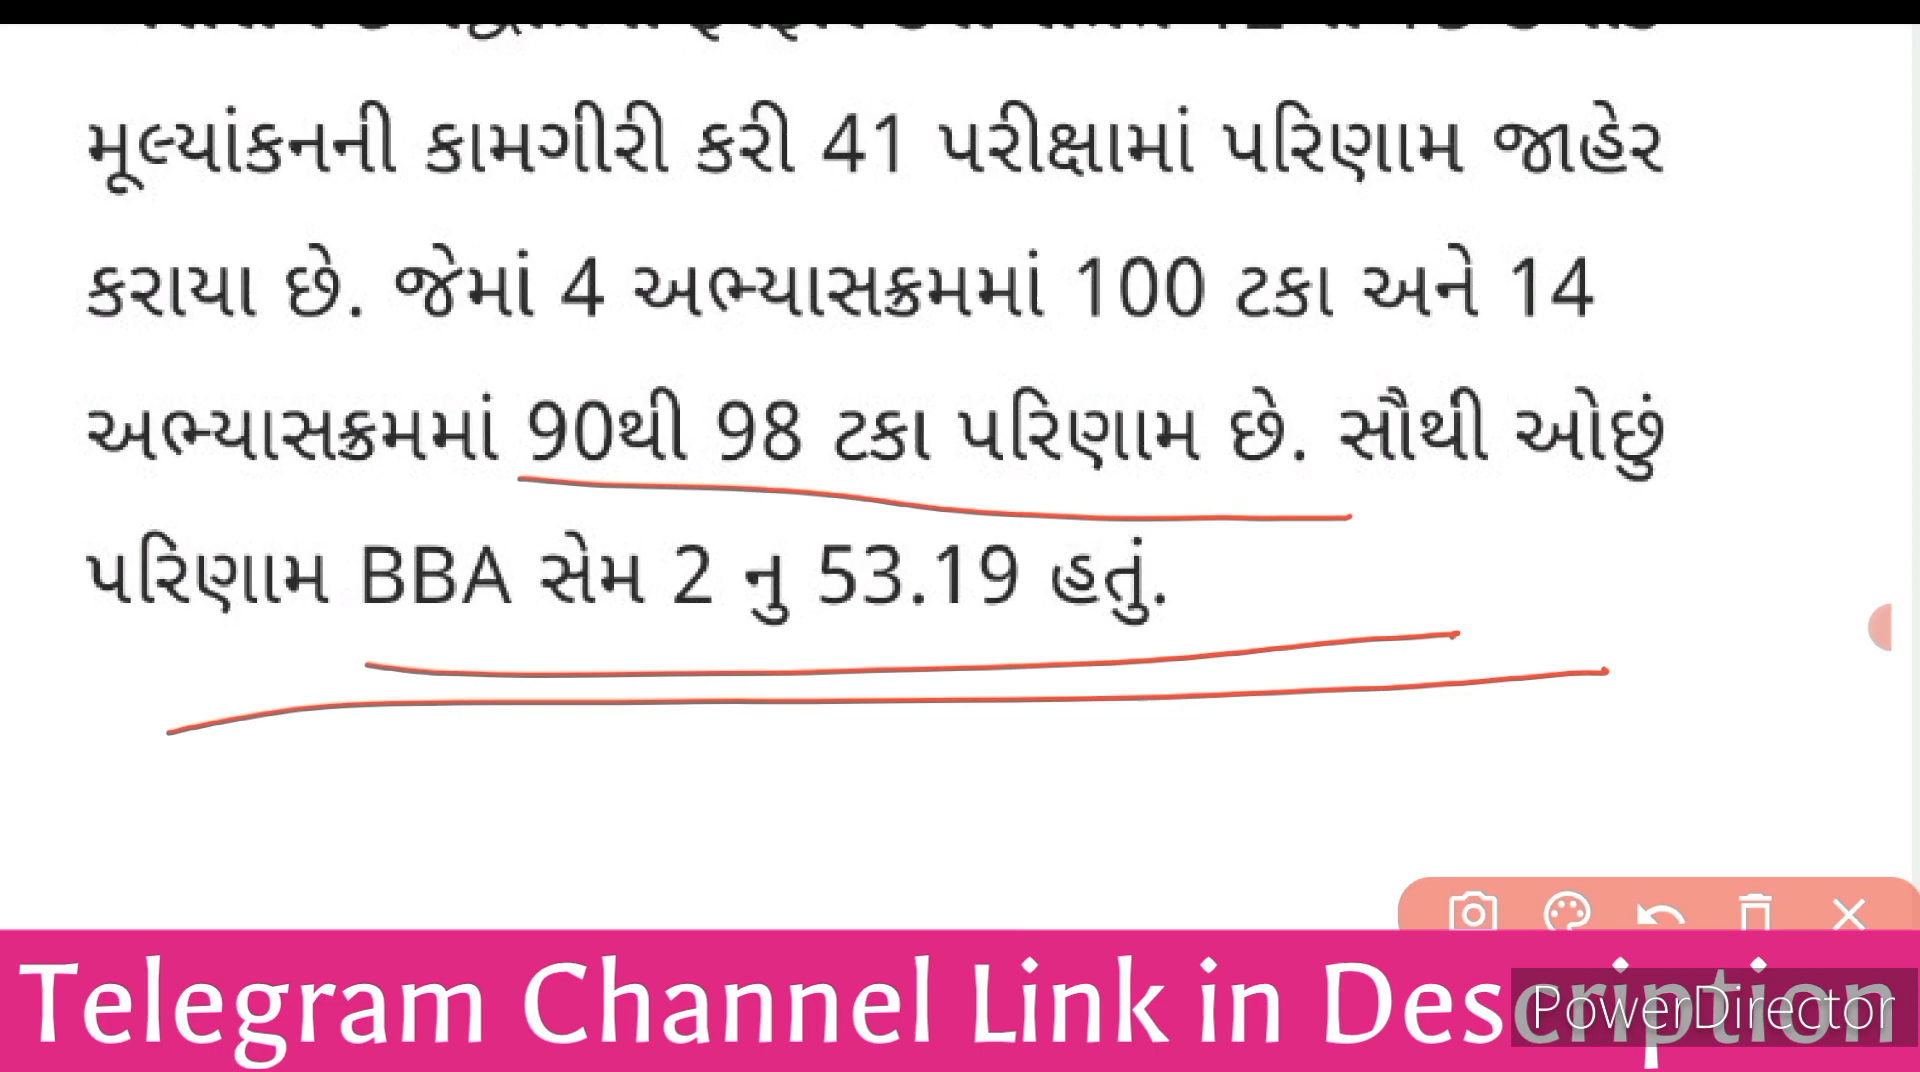 મૂલ્યાંકનની કામગીરી કરી 41 પરીક્ષામાં પરિણામ જાહેર
કરાયા છે. જેમાં 4 અભ્યાસક્રમમાં 100 ટકા અને 14
અભ્યાસક્રમમાં 90થી 98 ટકા પરિણામ છે. સૌથી ઓછું
પરિણામ BBA સેમ 2 નુ 53.19 હતું.
Telegram Channel Link in Description
PowerDirector